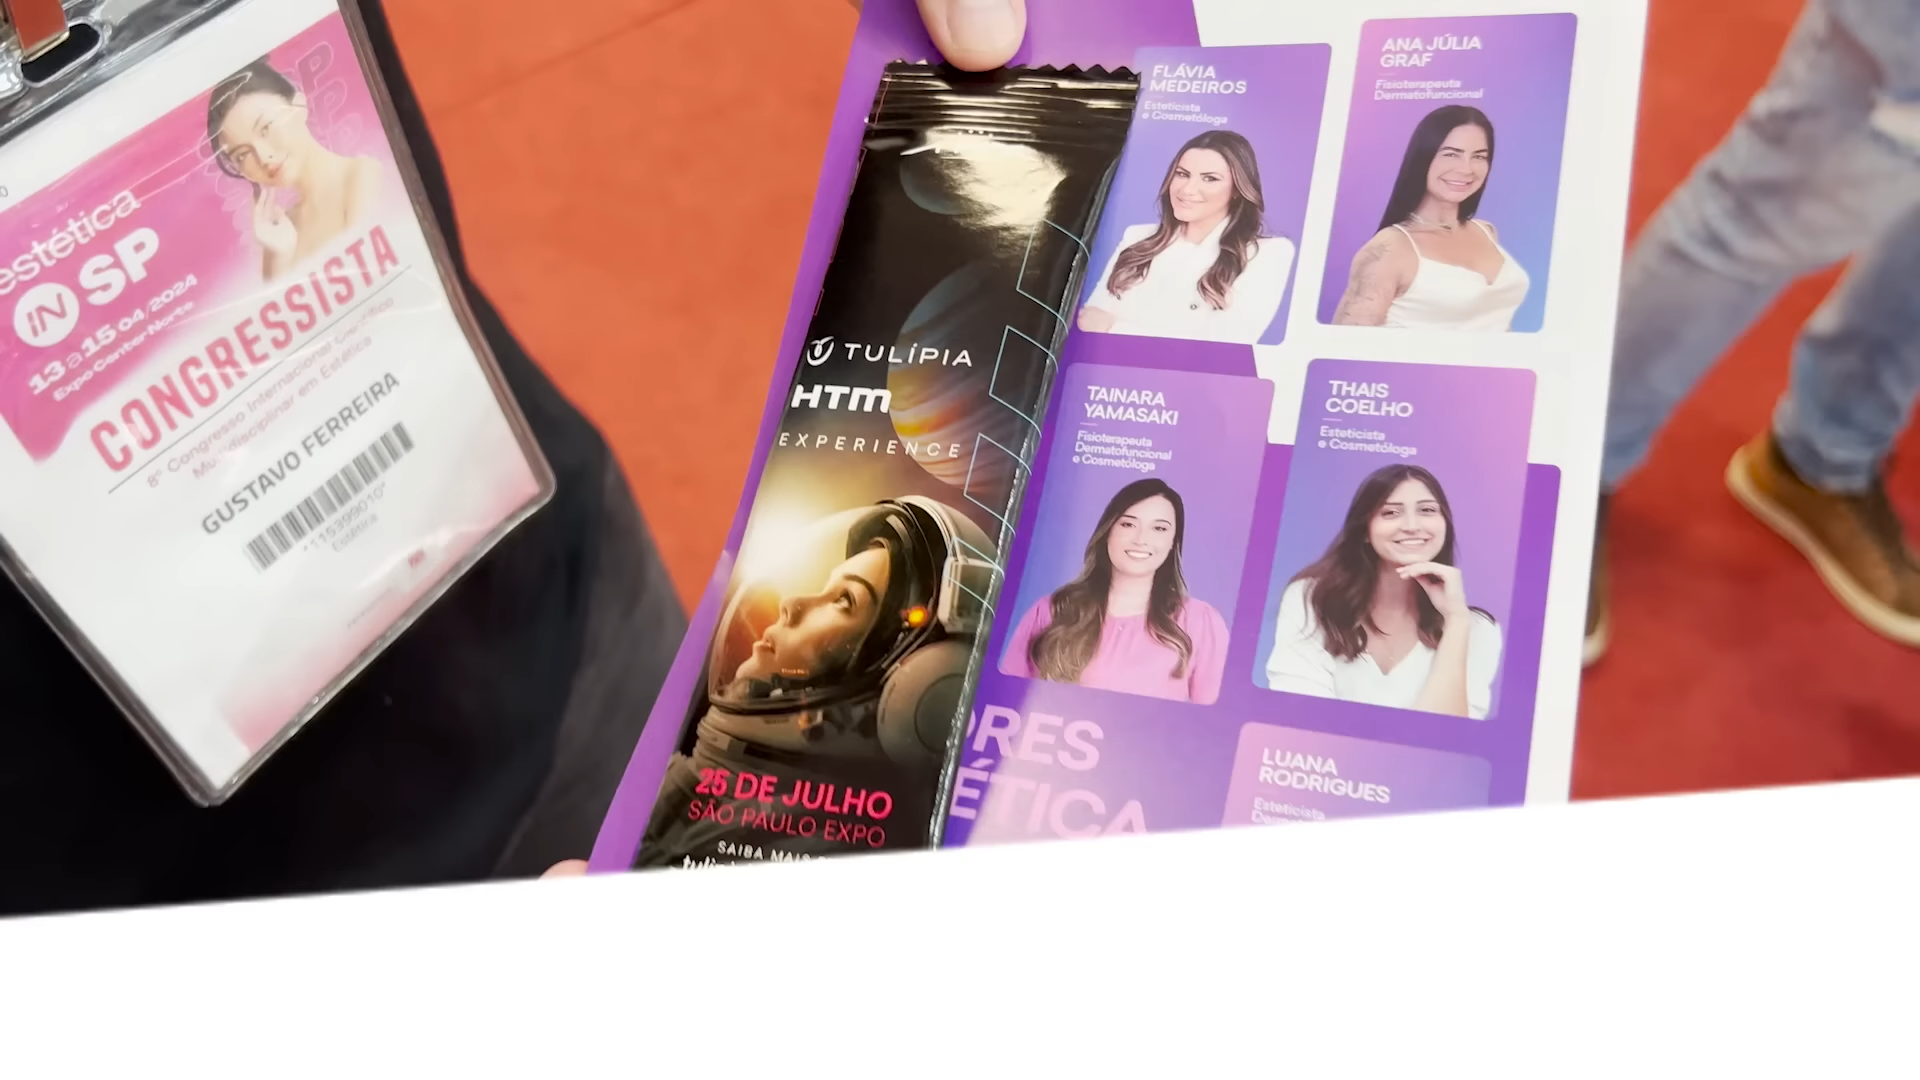 estética
IN SP
13 a 15 04/2024
Expo Center Norte
CONGRESSISTA
8º Congresso Internacional Científico
Multidisciplinar em Estética
GUSTAVO FERREIRA
*115399010*
Estética
TULÍPIA
HTM
EXPERIENCE
25 DE JULHO
SÃO PAULO EXPO
SAIBA MAIS
FLÁVIA
MEDEIROS
Esteticista
e Cosmetóloga
ANA JÚLIA
GRAF
Fisioterapeuta
Dermatofuncional
TAINARA
YAMASAKI
Fisioterapeuta
Dermatofuncional
e Cosmetóloga
THAIS
COELHO
Esteticista
e Cosmetóloga
ORES
ÉTICA
LUANA
RODRIGUES
Esteticista